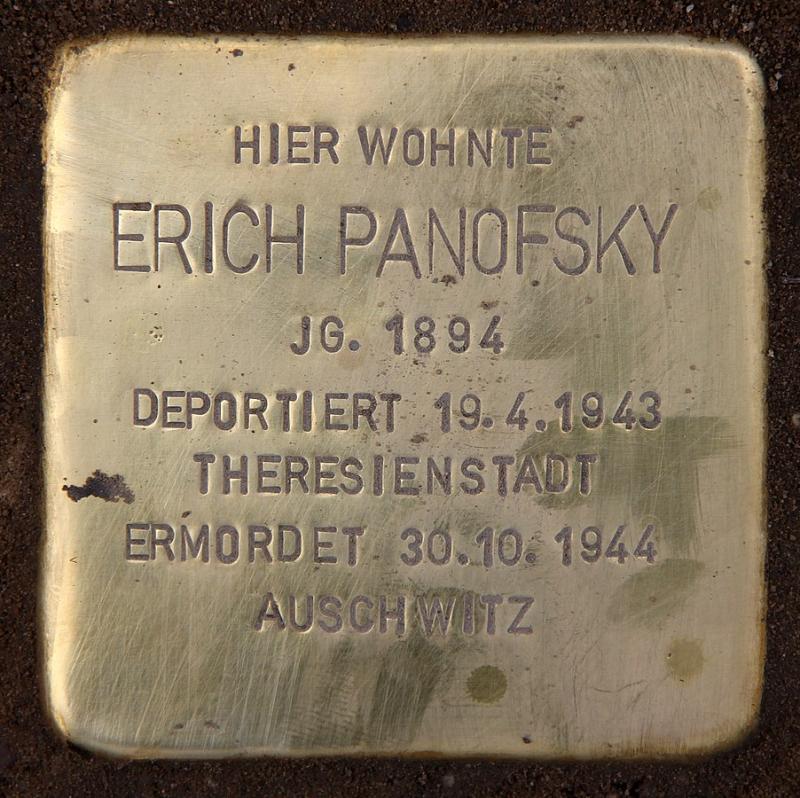 HIER WOHNTE
ERICH PANOFSKY
JG. 1894
DEPORTIERT 19.4.1943
THERESIENSTADT
ERMORDET 30.10.1944
AUSCHWITZ